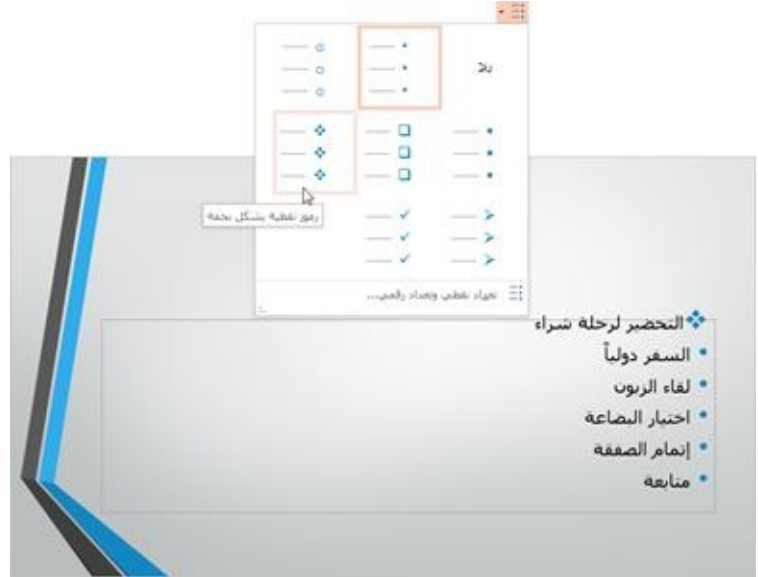 بلا
رموز نقطية بشكل نجمة
تعداد نقطي وتعداد رقمي...
التحضير لرحلة شراء
السفر دولياً
لقاء الزبون
اختيار البضاعة
إتمام الصفقة
متابعة